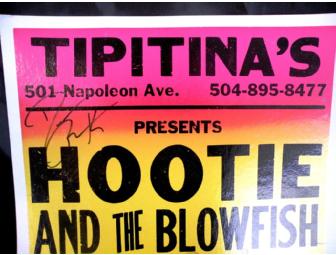 TIPITINA'S
501-Napoleon Ave. 504-895-8477
PRESENTS
HOOTIE
AND THE BLOWFISH